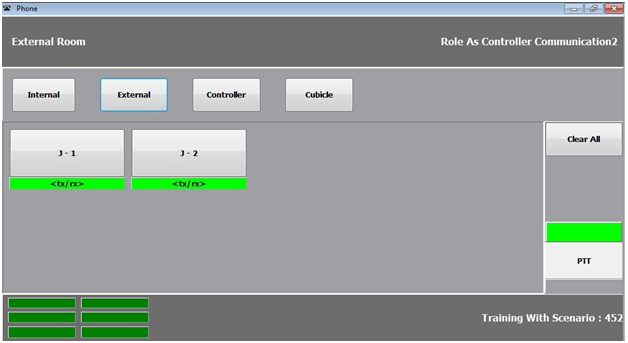 Phone
External Room
Role As Controller Communication2
Internal
External
Controller
Cubicle
J - 1
J - 2
<tx/rx>
<tx/rx>
Clear All
PTT
Training With Scenario : 452